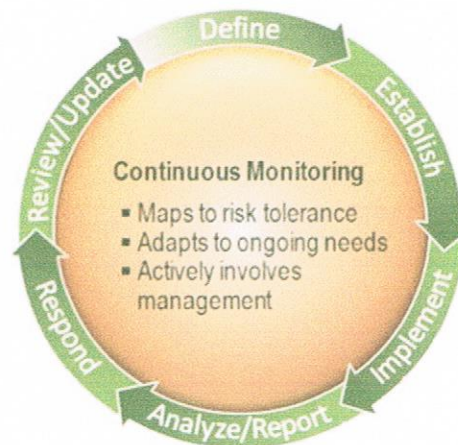 Define
Establish
Implement
Analyze/Report
Respond
Review/Update
Continuous Monitoring
▪ Maps to risk tolerance
▪ Adapts to ongoing needs
▪ Actively involves
management